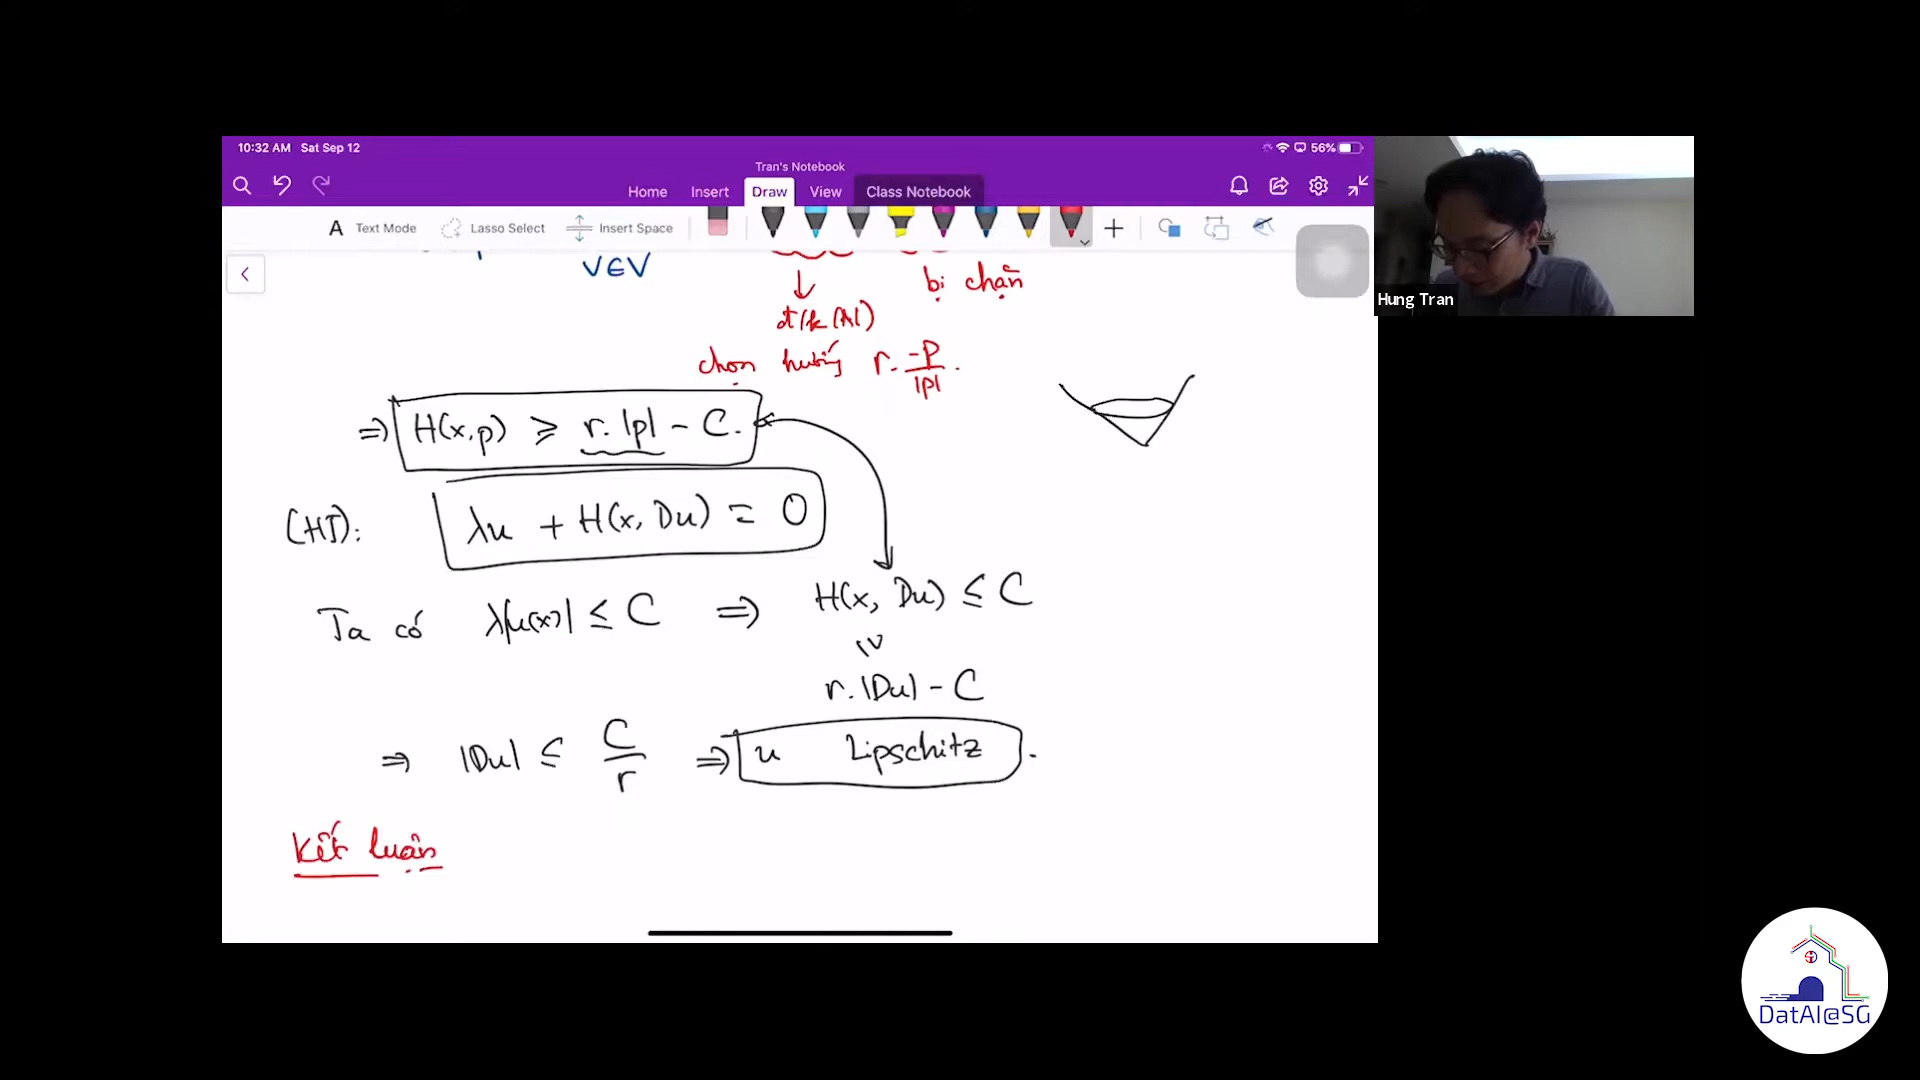 10:32 AM Sat Sep 12
56%
Tran's Notebook
Home Insert Draw View Class Notebook
A Text Mode Lasso Select Insert Space
V∈V
bị chặn
đ/k (A1)
chọn hướng r. -p/|p|.
⇒ H(x,p) ≥ r.|p| - C.
(HJ): λu + H(x, Du) = 0
Ta có λ|u(x)| ≤ C ⇒ H(x, Du) ≤ C
r.|Du| - C
⇒ |Du| ≤ C/r ⇒ u Lipschitz.
Kết luận
Hung Tran
DatAI@SG